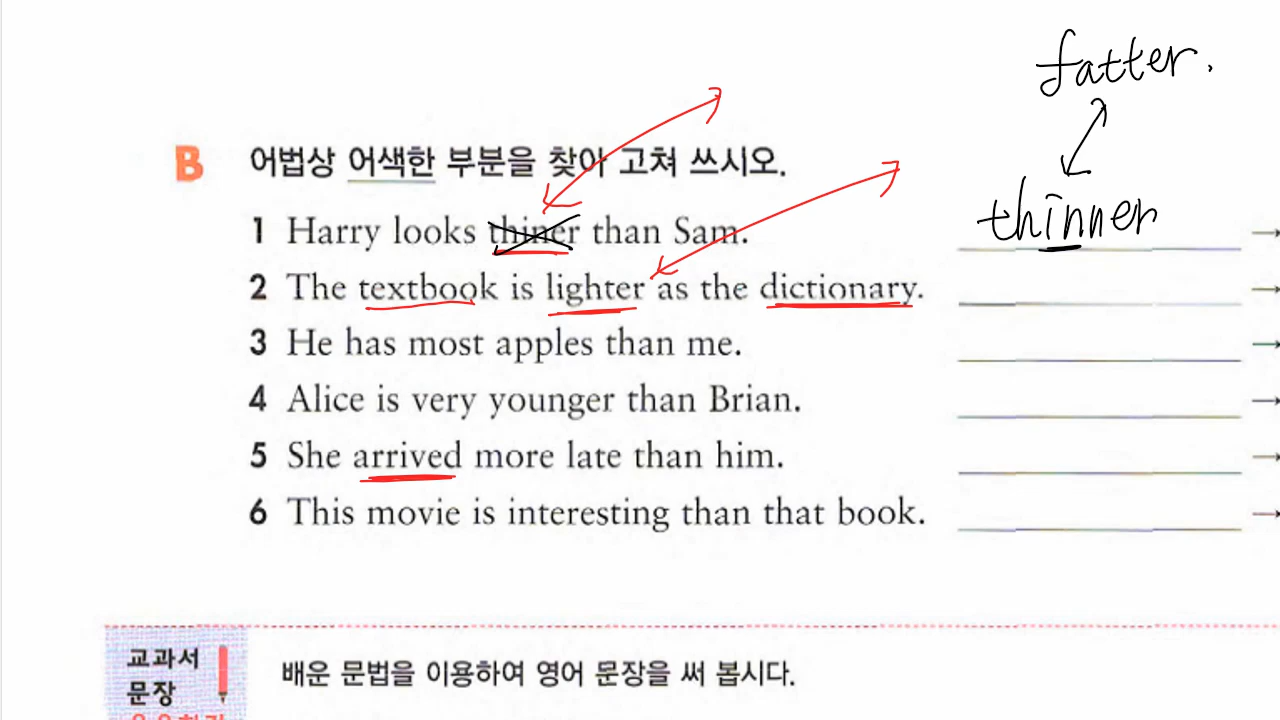 fatter.
B 어법상 어색한 부분을 찾아 고쳐 쓰시오.
thinner
1 Harry looks thiner than Sam.
2 The textbook is lighter as the dictionary.
3 He has most apples than me.
4 Alice is very younger than Brian.
5 She arrived more late than him.
6 This movie is interesting than that book.
교과서
문장
배운 문법을 이용하여 영어 문장을 써 봅시다.